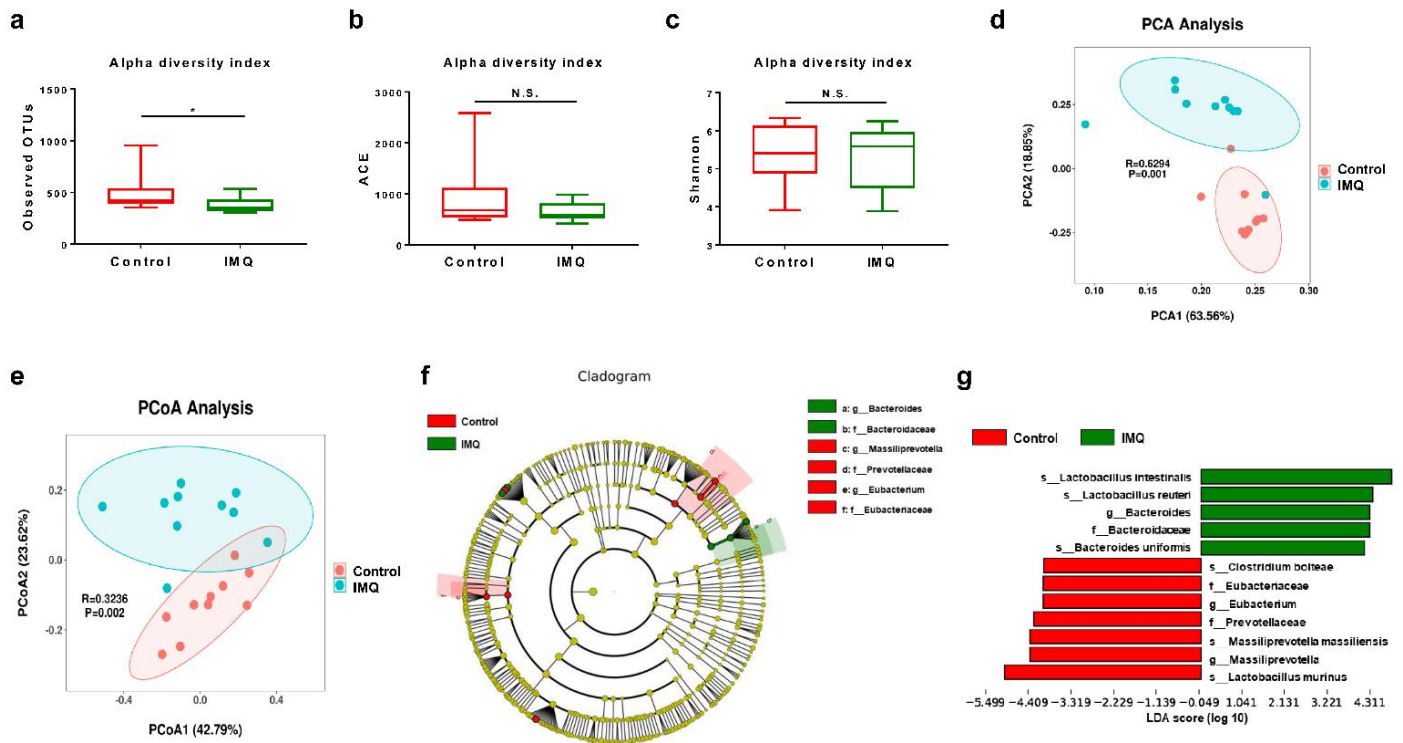 a
Alpha diversity index
*
1500
1000
500
0
Observed OTUs
Control
IMQ
b
Alpha diversity index
N.S.
3000
2000
1000
0
ACE
Control
IMQ
c
Alpha diversity index
N.S.
7
6
5
4
3
Shannon
Control
IMQ
d
PCA Analysis
0.25
0.00
-0.25
PCA2 (18.85%)
R=0.6294
P=0.001
0.10
0.15
0.20
0.25
0.30
PCA1 (63.56%)
Control
IMQ
e
PCoA Analysis
0.2
0.0
-0.2
PCoA2 (23.62%)
R=0.3236
P=0.002
-0.4
0.0
0.4
PCoA1 (42.79%)
Control
IMQ
f
Cladogram
Control
IMQ
a: g__Bacteroides
b: f__Bacteroidaceae
c: g__Massiliprevotella
d: f__Prevotellaceae
e: g__Eubacterium
f: f__Eubacteriaceae
g
Control
IMQ
s__Lactobacillus intestinalis
s__Lactobacillus reuteri
g__Bacteroides
f__Bacteroidaceae
s__Bacteroides uniformis
s__Clostridium bolteae
f__Eubacteriaceae
g__Eubacterium
f__Prevotellaceae
s__Massiliprevotella massiliensis
g__Massiliprevotella
s__Lactobacillus murinus
−5.499 −4.409 −3.319 −2.229 −1.139 −0.049 1.041 2.131 3.221 4.311
LDA score (log 10)